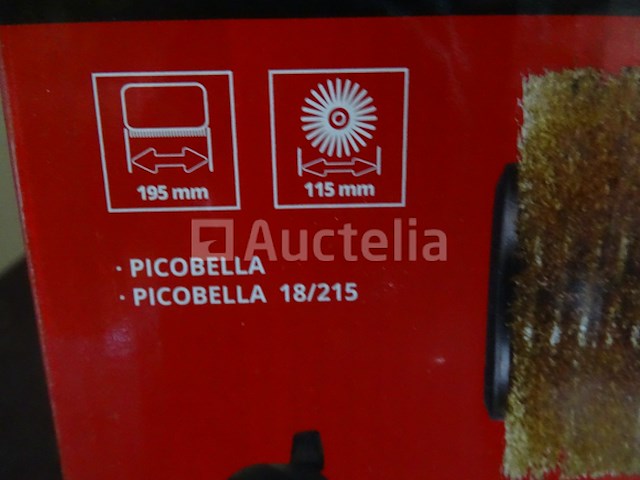 195 mm
115 mm
Auctelia
· PICOBELLA
· PICOBELLA 18/215